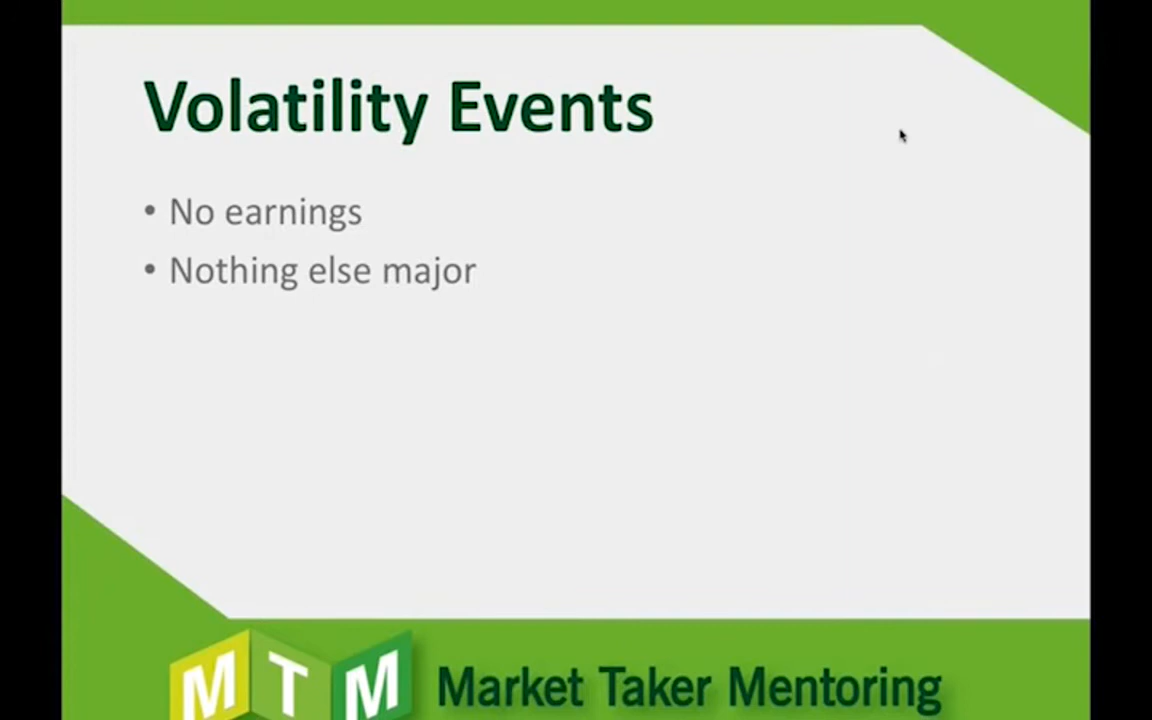 Volatility Events
• No earnings
• Nothing else major
MTM Market Taker Mentoring